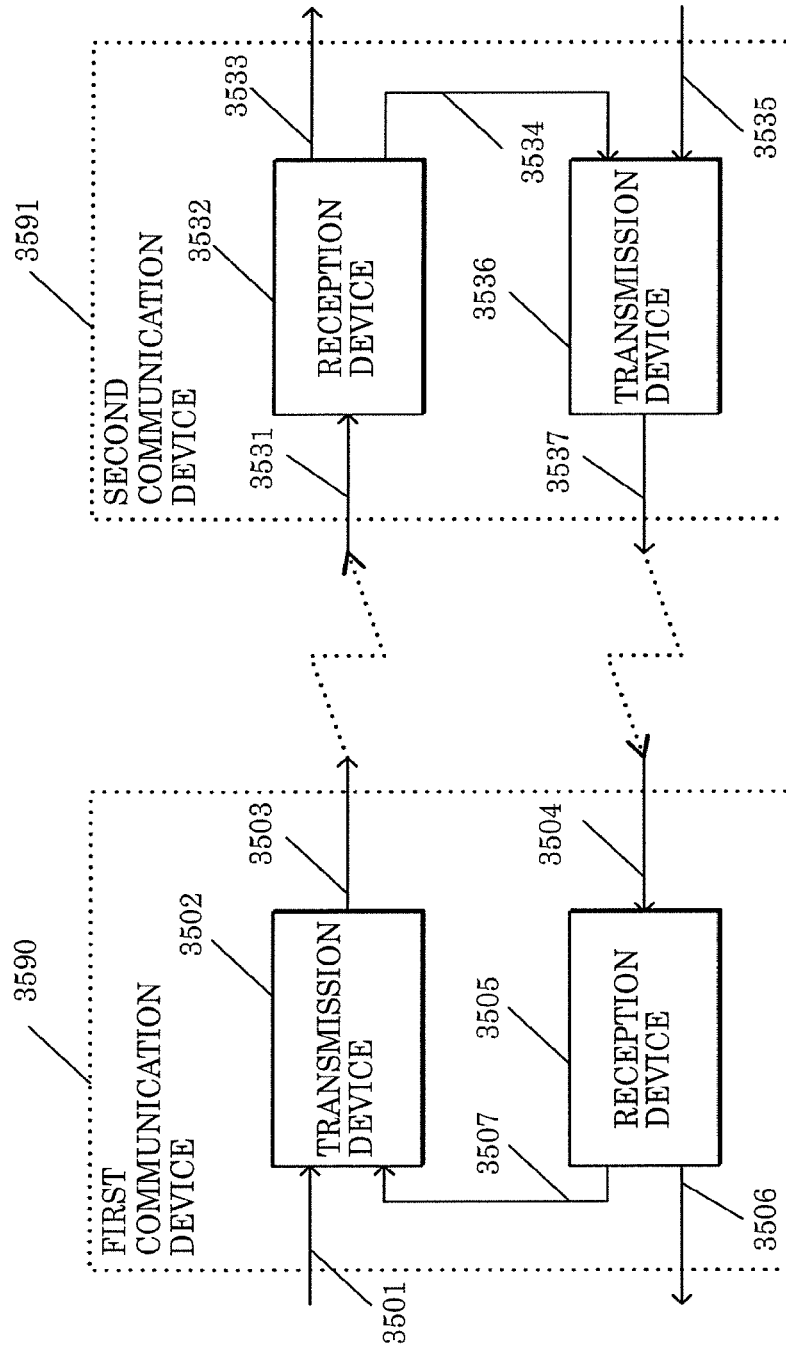 3590
FIRST
COMMUNICATION
DEVICE
3501
3502
TRANSMISSION
DEVICE
3503
3507
3504
3505
RECEPTION
DEVICE
3506
3591
SECOND
COMMUNICATION
DEVICE
3531
3532
RECEPTION
DEVICE
3533
3534
3537
3536
TRANSMISSION
DEVICE
3535